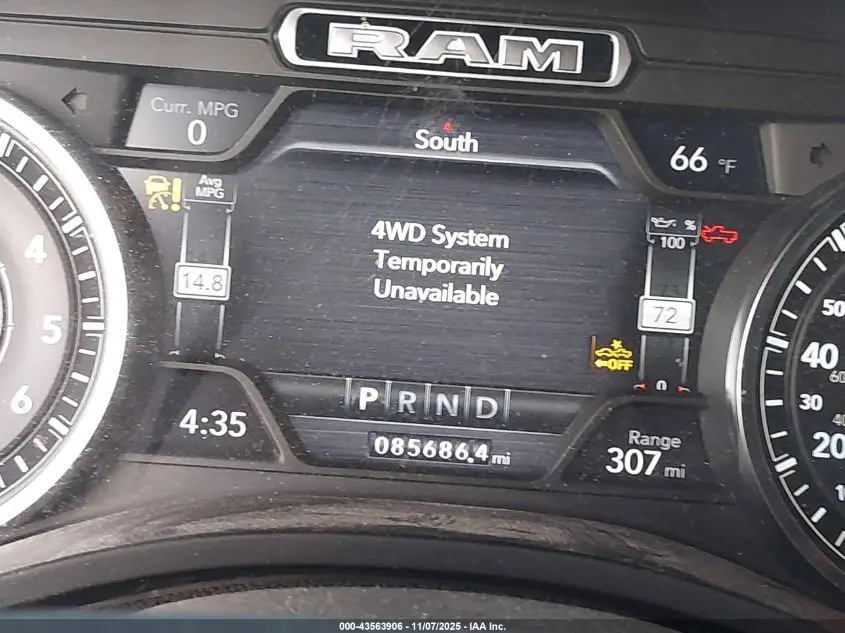 RAM
Curr. MPG
0
South
66 °F
Avg
MPG
%
100
4WD System
Temporarily
Unavailable
14.8
72
OFF
0
4
5
6
50
40
30
20
P R N D
4:35
085686.4 mi
Range
307 mi
000-43563906 - 11/07/2025 - IAA Inc.